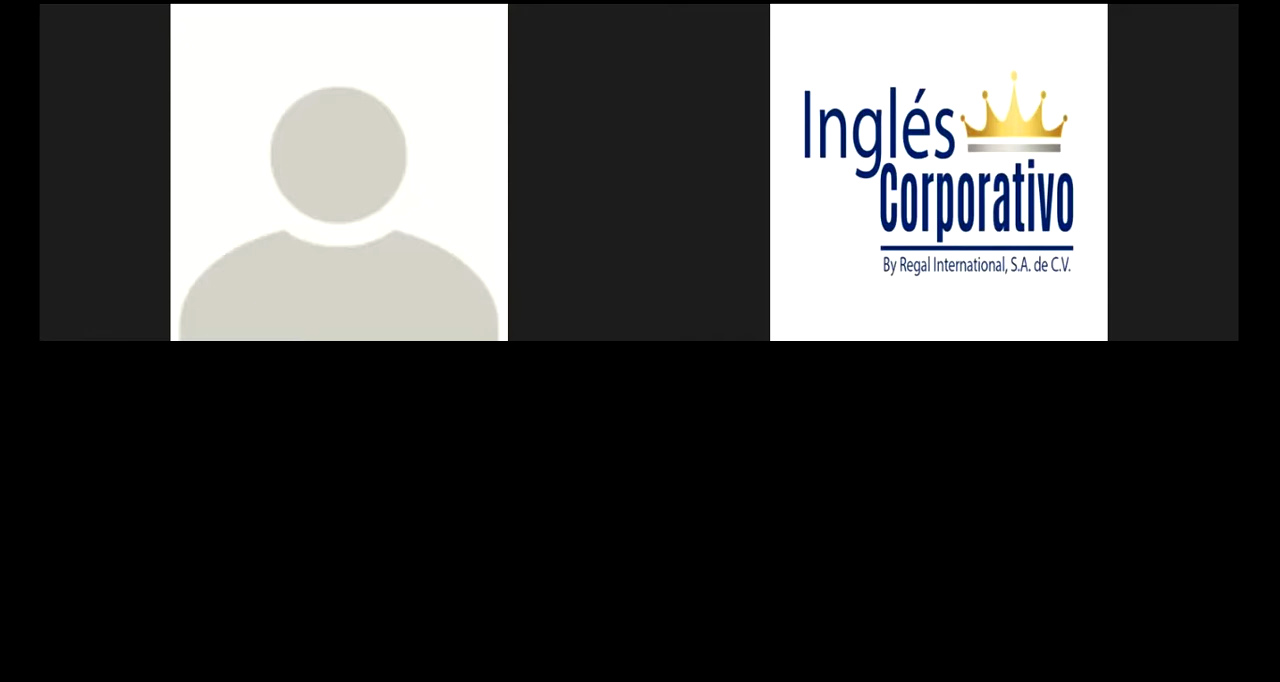 Inglés
Corporativo
By Regal International, S.A. de C.V.